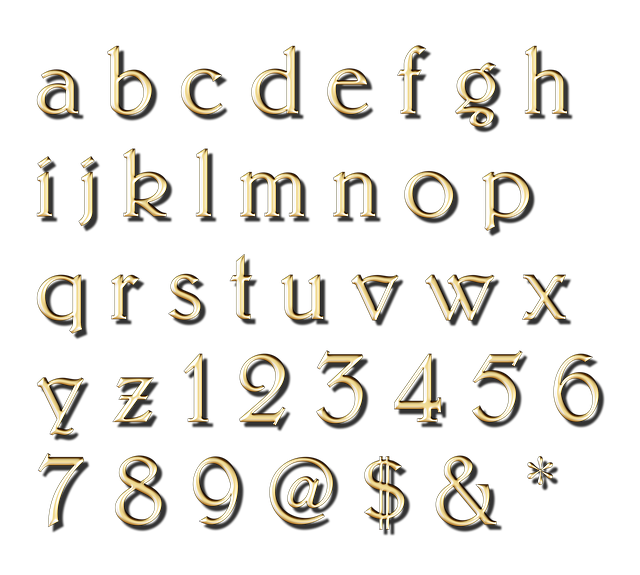 a b c d e f g h
i j k l m n o p
q r s t u v w x
y z 1 2 3 4 5 6
7 8 9 @ $ & *